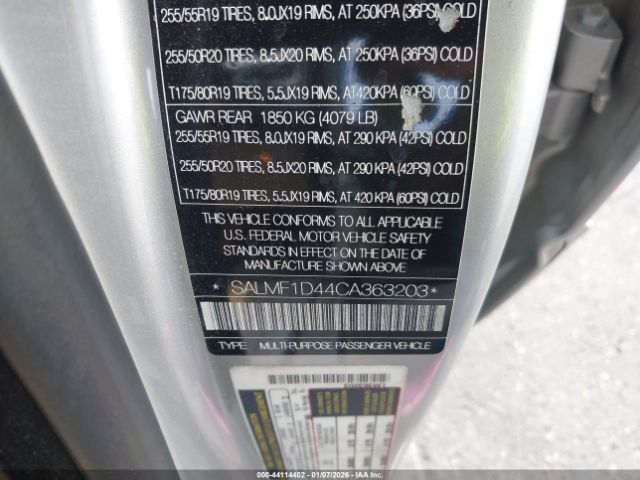 255/55R19 TIRES, 8.0JX19 RIMS, AT 250KPA (36PSI) COLD
255/50R20 TIRES, 8.5JX20 RIMS, AT 250KPA (36PSI) COLD
T175/80R19 TIRES, 5.5JX19 RIMS, AT 420KPA (60PSI) COLD
GAWR REAR 1850 KG (4079 LB)
255/55R19 TIRES, 8.0JX19 RIMS, AT 290 KPA (42PSI) COLD
255/50R20 TIRES, 8.5JX20 RIMS, AT 290 KPA (42PSI) COLD
T175/80R19 TIRES, 5.5JX19 RIMS, AT 420 KPA (60PSI) COLD
THIS VEHICLE CONFORMS TO ALL APPLICABLE
U.S. FEDERAL MOTOR VEHICLE SAFETY
STANDARDS IN EFFECT ON THE DATE OF
MANUFACTURE SHOWN ABOVE.
* SALMF1D44CA363203 *
TYPE MULTI-PURPOSE PASSENGER VEHICLE
000-44114402 - 01/07/2026 - IAAI Copart